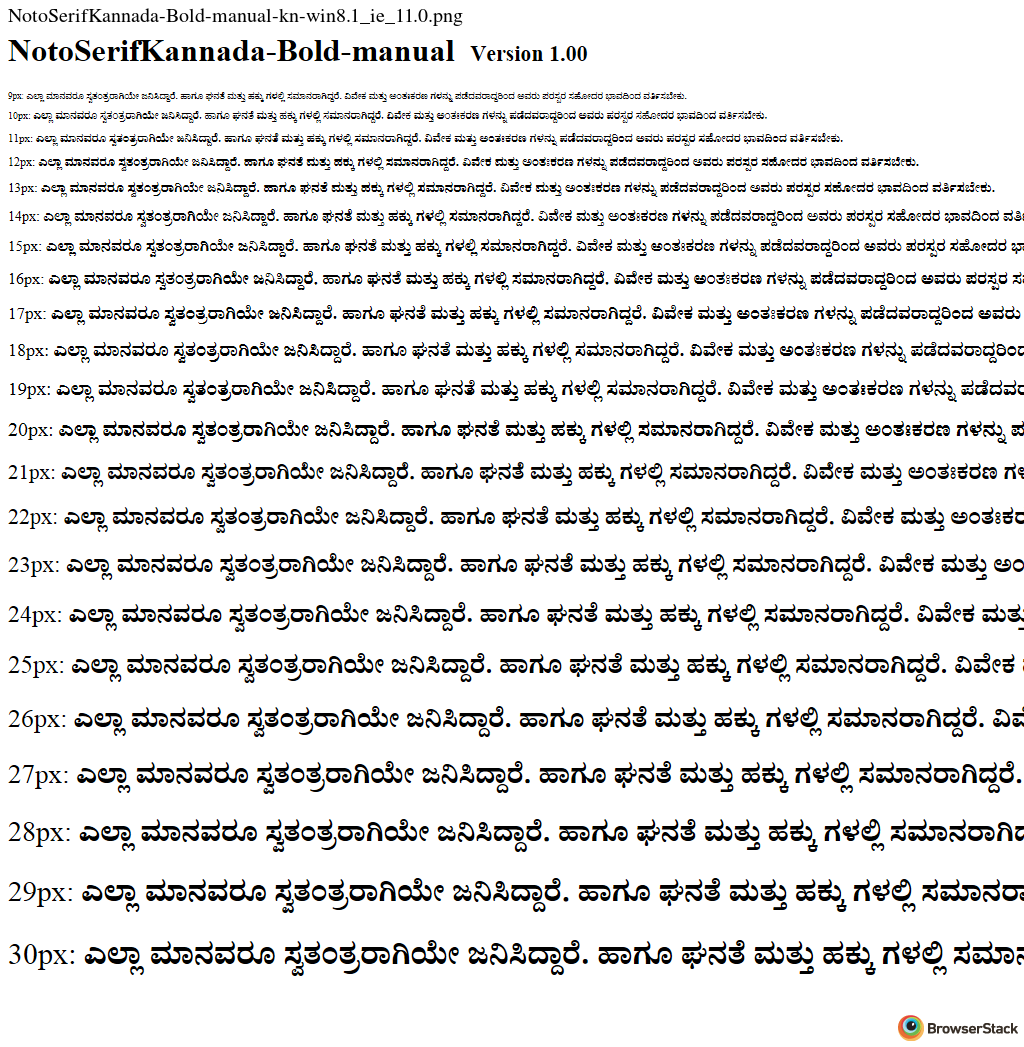 NotoSerifKannada-Bold-manual-kn-win8.1_ie_11.0.png
NotoSerifKannada-Bold-manual Version 1.00
9px: ಎಲ್ಲಾ ಮಾನವರೂ ಸ್ವತಂತ್ರರಾಗಿಯೇ ಜನಿಸಿದ್ದಾರೆ. ಹಾಗೂ ಘನತೆ ಮತ್ತು ಹಕ್ಕು ಗಳಲ್ಲಿ ಸಮಾನರಾಗಿದ್ದರೆ. ವಿವೇಕ ಮತ್ತು ಅಂತಃಕರಣ ಗಳನ್ನು ಪಡೆದವರಾದ್ದರಿಂದ ಅವರು ಪರಸ್ಪರ ಸಹೋದರ ಭಾವದಿಂದ ವರ್ತಿಸಬೇಕು.
10px: ಎಲ್ಲಾ ಮಾನವರೂ ಸ್ವತಂತ್ರರಾಗಿಯೇ ಜನಿಸಿದ್ದಾರೆ. ಹಾಗೂ ಘನತೆ ಮತ್ತು ಹಕ್ಕು ಗಳಲ್ಲಿ ಸಮಾನರಾಗಿದ್ದರೆ. ವಿವೇಕ ಮತ್ತು ಅಂತಃಕರಣ ಗಳನ್ನು ಪಡೆದವರಾದ್ದರಿಂದ ಅವರು ಪರಸ್ಪರ ಸಹೋದರ ಭಾವದಿಂದ ವರ್ತಿಸಬೇಕು.
11px: ಎಲ್ಲಾ ಮಾನವರೂ ಸ್ವತಂತ್ರರಾಗಿಯೇ ಜನಿಸಿದ್ದಾರೆ. ಹಾಗೂ ಘನತೆ ಮತ್ತು ಹಕ್ಕು ಗಳಲ್ಲಿ ಸಮಾನರಾಗಿದ್ದರೆ. ವಿವೇಕ ಮತ್ತು ಅಂತಃಕರಣ ಗಳನ್ನು ಪಡೆದವರಾದ್ದರಿಂದ ಅವರು ಪರಸ್ಪರ ಸಹೋದರ ಭಾವದಿಂದ ವರ್ತಿಸಬೇಕು.
12px: ಎಲ್ಲಾ ಮಾನವರೂ ಸ್ವತಂತ್ರರಾಗಿಯೇ ಜನಿಸಿದ್ದಾರೆ. ಹಾಗೂ ಘನತೆ ಮತ್ತು ಹಕ್ಕು ಗಳಲ್ಲಿ ಸಮಾನರಾಗಿದ್ದರೆ. ವಿವೇಕ ಮತ್ತು ಅಂತಃಕರಣ ಗಳನ್ನು ಪಡೆದವರಾದ್ದರಿಂದ ಅವರು ಪರಸ್ಪರ ಸಹೋದರ ಭಾವದಿಂದ ವರ್ತಿಸಬೇಕು.
13px: ಎಲ್ಲಾ ಮಾನವರೂ ಸ್ವತಂತ್ರರಾಗಿಯೇ ಜನಿಸಿದ್ದಾರೆ. ಹಾಗೂ ಘನತೆ ಮತ್ತು ಹಕ್ಕು ಗಳಲ್ಲಿ ಸಮಾನರಾಗಿದ್ದರೆ. ವಿವೇಕ ಮತ್ತು ಅಂತಃಕರಣ ಗಳನ್ನು ಪಡೆದವರಾದ್ದರಿಂದ ಅವರು ಪರಸ್ಪರ ಸಹೋದರ ಭಾವದಿಂದ ವರ್ತಿಸಬೇಕು.
14px: ಎಲ್ಲಾ ಮಾನವರೂ ಸ್ವತಂತ್ರರಾಗಿಯೇ ಜನಿಸಿದ್ದಾರೆ. ಹಾಗೂ ಘನತೆ ಮತ್ತು ಹಕ್ಕು ಗಳಲ್ಲಿ ಸಮಾನರಾಗಿದ್ದರೆ. ವಿವೇಕ ಮತ್ತು ಅಂತಃಕರಣ ಗಳನ್ನು ಪಡೆದವರಾದ್ದರಿಂದ ಅವರು ಪರಸ್ಪರ ಸಹೋದರ ಭಾವದಿಂದ
15px: ಎಲ್ಲಾ ಮಾನವರೂ ಸ್ವತಂತ್ರರಾಗಿಯೇ ಜನಿಸಿದ್ದಾರೆ. ಹಾಗೂ ಘನತೆ ಮತ್ತು ಹಕ್ಕು ಗಳಲ್ಲಿ ಸಮಾನರಾಗಿದ್ದರೆ. ವಿವೇಕ ಮತ್ತು ಅಂತಃಕರಣ ಗಳನ್ನು ಪಡೆದವರಾದ್ದರಿಂದ ಅವರು ಪರಸ್ಪರ ಸಹೋದರ
16px: ಎಲ್ಲಾ ಮಾನವರೂ ಸ್ವತಂತ್ರರಾಗಿಯೇ ಜನಿಸಿದ್ದಾರೆ. ಹಾಗೂ ಘನತೆ ಮತ್ತು ಹಕ್ಕು ಗಳಲ್ಲಿ ಸಮಾನರಾಗಿದ್ದರೆ. ವಿವೇಕ ಮತ್ತು ಅಂತಃಕರಣ ಗಳನ್ನು ಪಡೆದವರಾದ್ದರಿಂದ ಅವರು ಪರಸ್ಪರ
17px: ಎಲ್ಲಾ ಮಾನವರೂ ಸ್ವತಂತ್ರರಾಗಿಯೇ ಜನಿಸಿದ್ದಾರೆ. ಹಾಗೂ ಘನತೆ ಮತ್ತು ಹಕ್ಕು ಗಳಲ್ಲಿ ಸಮಾನರಾಗಿದ್ದರೆ. ವಿವೇಕ ಮತ್ತು ಅಂತಃಕರಣ ಗಳನ್ನು ಪಡೆದವರಾದ್ದರಿಂದ ಅವರು
18px: ಎಲ್ಲಾ ಮಾನವರೂ ಸ್ವತಂತ್ರರಾಗಿಯೇ ಜನಿಸಿದ್ದಾರೆ. ಹಾಗೂ ಘನತೆ ಮತ್ತು ಹಕ್ಕು ಗಳಲ್ಲಿ ಸಮಾನರಾಗಿದ್ದರೆ. ವಿವೇಕ ಮತ್ತು ಅಂತಃಕರಣ ಗಳನ್ನು
19px: ಎಲ್ಲಾ ಮಾನವರೂ ಸ್ವತಂತ್ರರಾಗಿಯೇ ಜನಿಸಿದ್ದಾರೆ. ಹಾಗೂ ಘನತೆ ಮತ್ತು ಹಕ್ಕು ಗಳಲ್ಲಿ ಸಮಾನರಾಗಿದ್ದರೆ. ವಿವೇಕ ಮತ್ತು ಅಂತಃಕರಣ ಗಳನ್ನು
20px: ಎಲ್ಲಾ ಮಾನವರೂ ಸ್ವತಂತ್ರರಾಗಿಯೇ ಜನಿಸಿದ್ದಾರೆ. ಹಾಗೂ ಘನತೆ ಮತ್ತು ಹಕ್ಕು ಗಳಲ್ಲಿ ಸಮಾನರಾಗಿದ್ದರೆ. ವಿವೇಕ ಮತ್ತು ಅಂತಃಕರಣ ಗಳನ್ನು
21px: ಎಲ್ಲಾ ಮಾನವರೂ ಸ್ವತಂತ್ರರಾಗಿಯೇ ಜನಿಸಿದ್ದಾರೆ. ಹಾಗೂ ಘನತೆ ಮತ್ತು ಹಕ್ಕು ಗಳಲ್ಲಿ ಸಮಾನರಾಗಿದ್ದರೆ. ವಿವೇಕ ಮತ್ತು ಅಂತಃಕರಣ
22px: ಎಲ್ಲಾ ಮಾನವರೂ ಸ್ವತಂತ್ರರಾಗಿಯೇ ಜನಿಸಿದ್ದಾರೆ. ಹಾಗೂ ಘನತೆ ಮತ್ತು ಹಕ್ಕು ಗಳಲ್ಲಿ ಸಮಾನರಾಗಿದ್ದರೆ. ವಿವೇಕ ಮತ್ತು
23px: ಎಲ್ಲಾ ಮಾನವರೂ ಸ್ವತಂತ್ರರಾಗಿಯೇ ಜನಿಸಿದ್ದಾರೆ. ಹಾಗೂ ಘನತೆ ಮತ್ತು ಹಕ್ಕು ಗಳಲ್ಲಿ ಸಮಾನರಾಗಿದ್ದರೆ. ವಿವೇಕ ಮತ್ತು
24px: ಎಲ್ಲಾ ಮಾನವರೂ ಸ್ವತಂತ್ರರಾಗಿಯೇ ಜನಿಸಿದ್ದಾರೆ. ಹಾಗೂ ಘನತೆ ಮತ್ತು ಹಕ್ಕು ಗಳಲ್ಲಿ ಸಮಾನರಾಗಿದ್ದರೆ. ವಿವೇಕ ಮತ್ತು
25px: ಎಲ್ಲಾ ಮಾನವರೂ ಸ್ವತಂತ್ರರಾಗಿಯೇ ಜನಿಸಿದ್ದಾರೆ. ಹಾಗೂ ಘನತೆ ಮತ್ತು ಹಕ್ಕು ಗಳಲ್ಲಿ ಸಮಾನರಾಗಿದ್ದರೆ. ವಿವೇಕ
26px: ಎಲ್ಲಾ ಮಾನವರೂ ಸ್ವತಂತ್ರರಾಗಿಯೇ ಜನಿಸಿದ್ದಾರೆ. ಹಾಗೂ ಘನತೆ ಮತ್ತು ಹಕ್ಕು ಗಳಲ್ಲಿ ಸಮಾನರಾಗಿದ್ದರೆ.
27px: ಎಲ್ಲಾ ಮಾನವರೂ ಸ್ವತಂತ್ರರಾಗಿಯೇ ಜನಿಸಿದ್ದಾರೆ. ಹಾಗೂ ಘನತೆ ಮತ್ತು ಹಕ್ಕು ಗಳಲ್ಲಿ ಸಮಾನರಾಗಿದ್ದರೆ.
28px: ಎಲ್ಲಾ ಮಾನವರೂ ಸ್ವತಂತ್ರರಾಗಿಯೇ ಜನಿಸಿದ್ದಾರೆ. ಹಾಗೂ ಘನತೆ ಮತ್ತು ಹಕ್ಕು ಗಳಲ್ಲಿ
29px: ಎಲ್ಲಾ ಮಾನವರೂ ಸ್ವತಂತ್ರರಾಗಿಯೇ ಜನಿಸಿದ್ದಾರೆ. ಹಾಗೂ ಘನತೆ ಮತ್ತು ಹಕ್ಕು ಗಳಲ್ಲಿ
30px: ಎಲ್ಲಾ ಮಾನವರೂ ಸ್ವತಂತ್ರರಾಗಿಯೇ ಜನಿಸಿದ್ದಾರೆ. ಹಾಗೂ ಘನತೆ ಮತ್ತು ಹಕ್ಕು ಗಳಲ್ಲಿ
BrowserStack